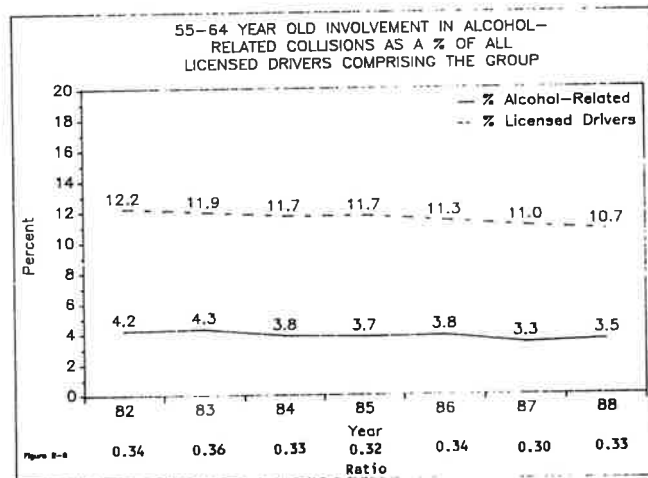 55-64 YEAR OLD INVOLVEMENT IN ALCOHOL-
RELATED COLLISIONS AS A % OF ALL
LICENSED DRIVERS COMPRISING THE GROUP
% Alcohol-Related
% Licensed Drivers
Percent
20
18
16
14
12
10
8
6
4
2
0
12.2 11.9 11.7 11.7 11.3 11.0 10.7
4.2 4.3 3.8 3.7 3.8 3.3 3.5
82 83 84 85 86 87 88
Year
Figure
0.34 0.36 0.33 0.32 0.34 0.30 0.33
Ratio